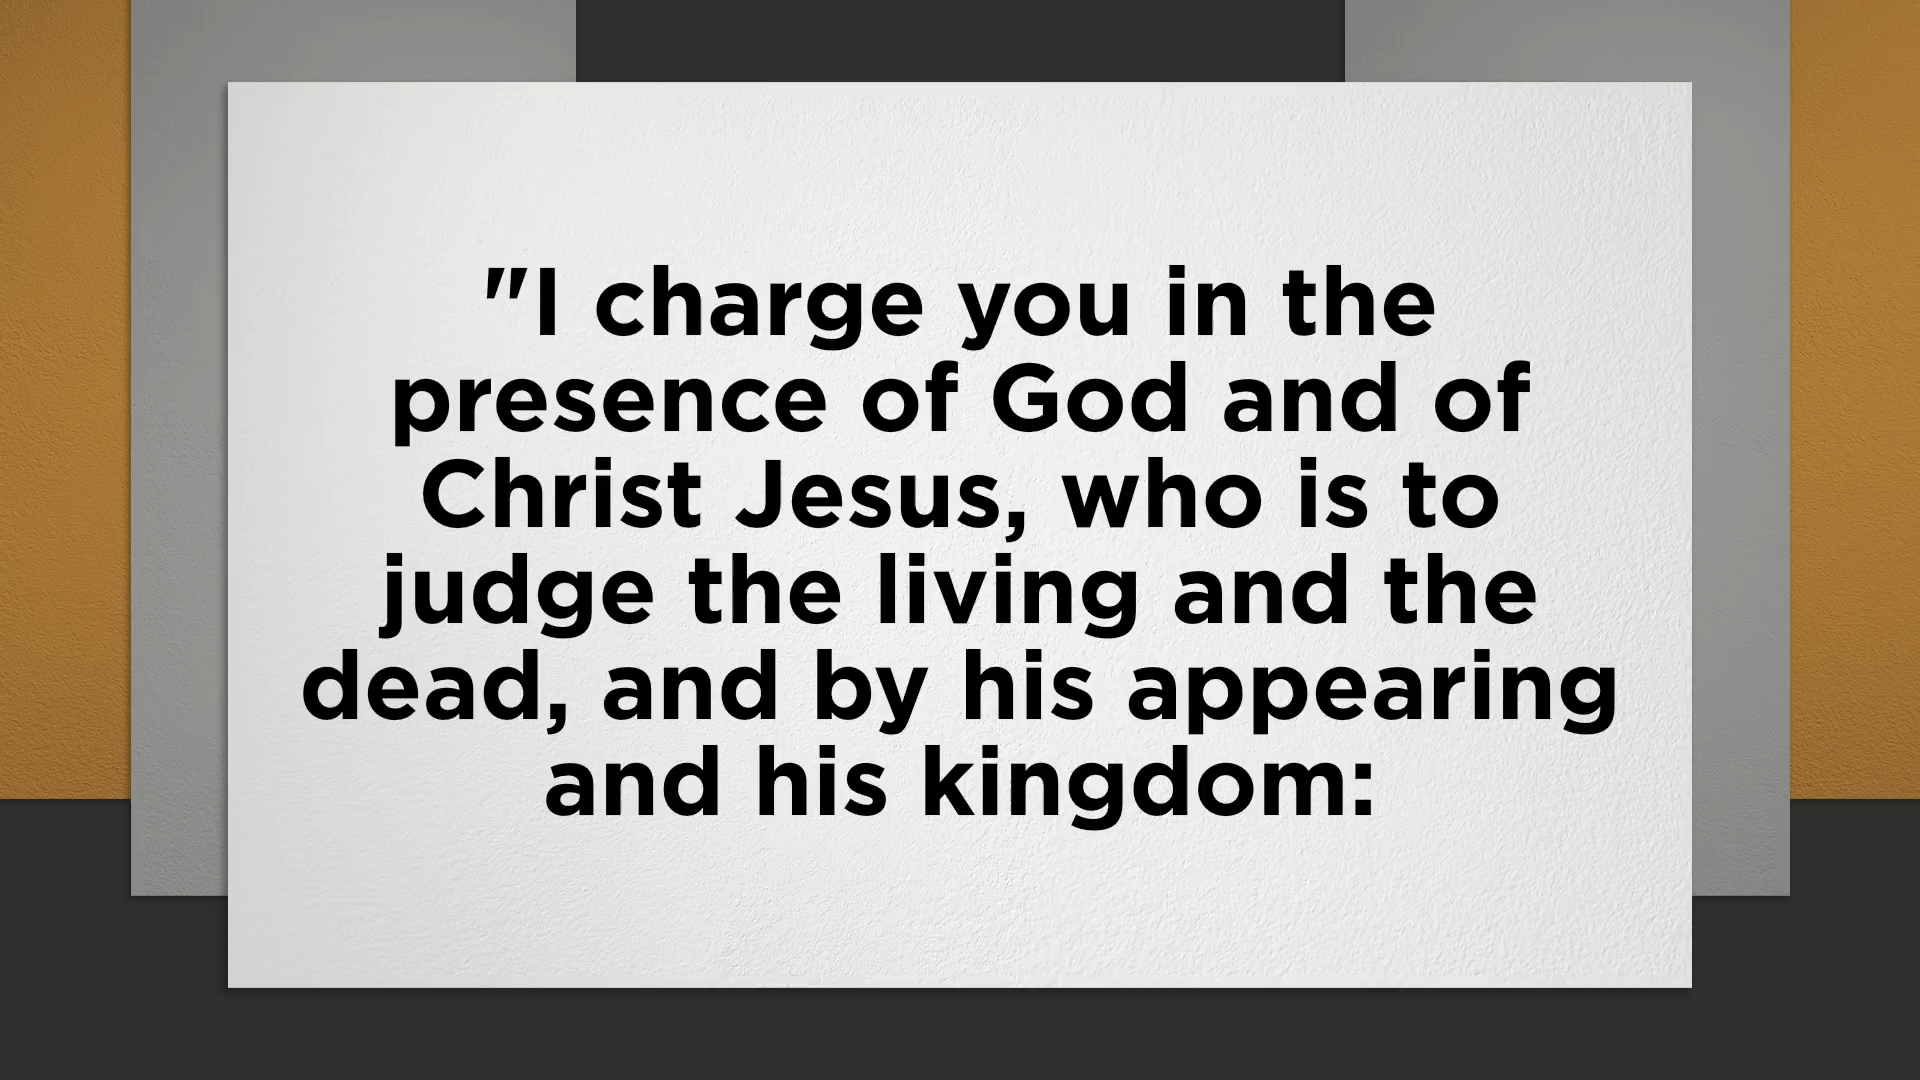 "I charge you in the
presence of God and of
Christ Jesus, who is to
judge the living and the
dead, and by his appearing
and his kingdom: